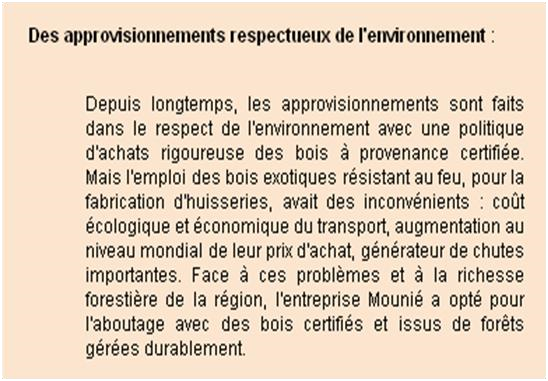 Des approvisionnements respectueux de l'environnement :
Depuis longtemps, les approvisionnements sont faits
dans le respect de l'environnement avec une politique
d'achats rigoureuse des bois à provenance certifiée.
Mais l'emploi des bois exotiques résistant au feu, pour la
fabrication d'huisseries, avait des inconvénients : coût
écologique et économique du transport, augmentation au
niveau mondial de leur prix d'achat, générateur de chutes
importantes. Face à ces problèmes et à la richesse
forestière de la région, l'entreprise Mounié a opté pour
l'aboutage avec des bois certifiés et issus de forêts
gérées durablement.